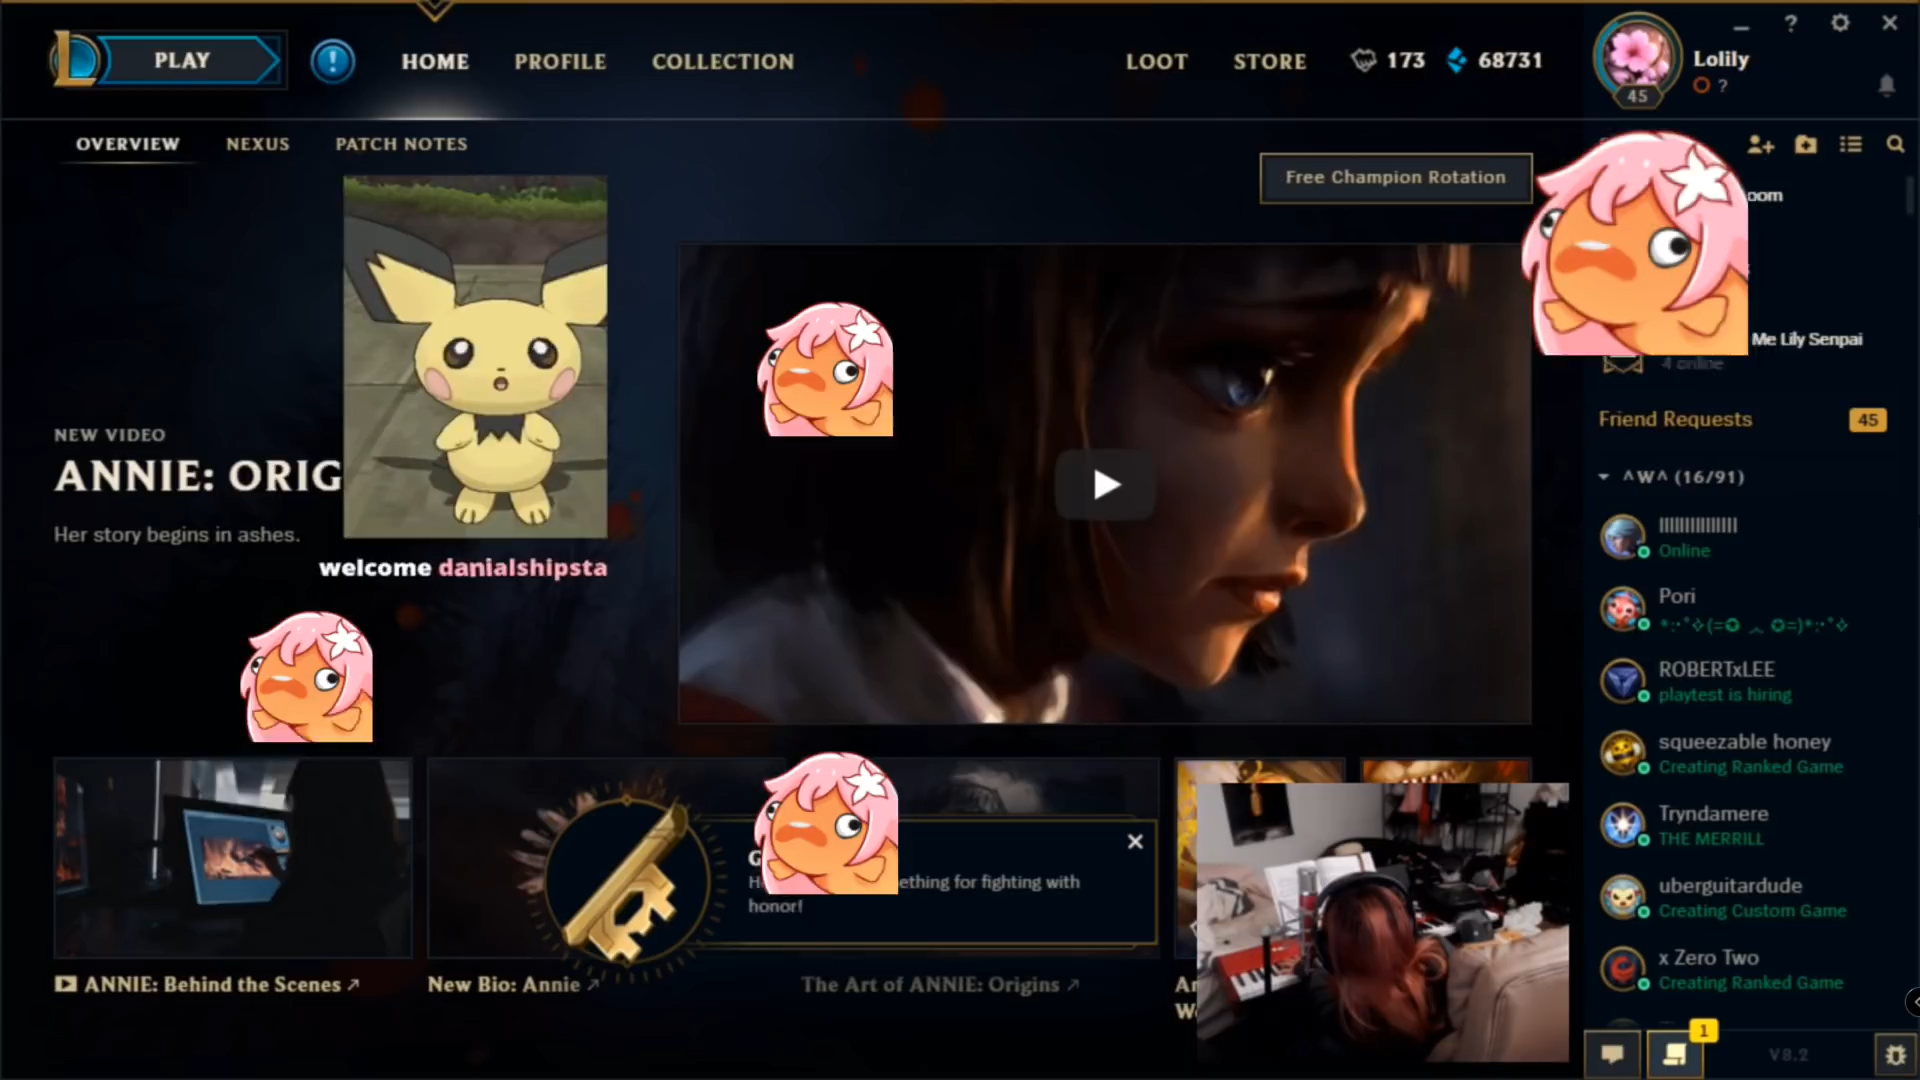 PLAY
HOME
PROFILE
COLLECTION
LOOT
STORE
173
68731
Lolily
?
45
?
OVERVIEW
NEXUS
PATCH NOTES
Free Champion Rotation
oom
Me Lily Senpai
4 online
Friend Requests
45
^W^ (16/91)
NEW VIDEO
ANNIE: ORIG
Her story begins in ashes.
welcome danialshipsta
Online
Pori
ROBERTxLEE
playtest is hiring
squeezable honey
Creating Ranked Game
Tryndamere
THE MERRILL
uberguitardude
Creating Custom Game
x Zero Two
Creating Ranked Game
ething for fighting with
honor!
ANNIE: Behind the Scenes
New Bio: Annie
The Art of ANNIE: Origins
1
V8.2